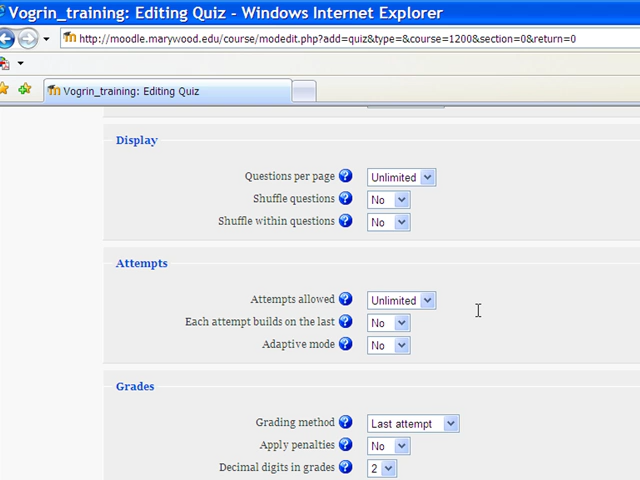 Vogrin_training: Editing Quiz - Windows Internet Explorer
http://moodle.marywood.edu/course/modedit.php?add=quiz&type=&course=1200&section=0&return=0
Vogrin_training: Editing Quiz
Display
Questions per page ? Unlimited
Shuffle questions ? No
Shuffle within questions ? No
Attempts
Attempts allowed ? Unlimited
Each attempt builds on the last ? No
Adaptive mode ? No
Grades
Grading method ? Last attempt
Apply penalties ? No
Decimal digits in grades ? 2